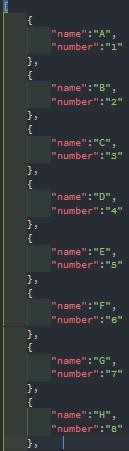 [
{
"name":"A",
"number":"1"
},
{
"name":"B",
"number":"2"
},
{
"name":"C",
"number":"3"
},
{
"name":"D",
"number":"4"
},
{
"name":"E",
"number":"5"
},
{
"name":"F",
"number":"6"
},
{
"name":"G",
"number":"7"
},
{
"name":"H",
"number":"8"
},